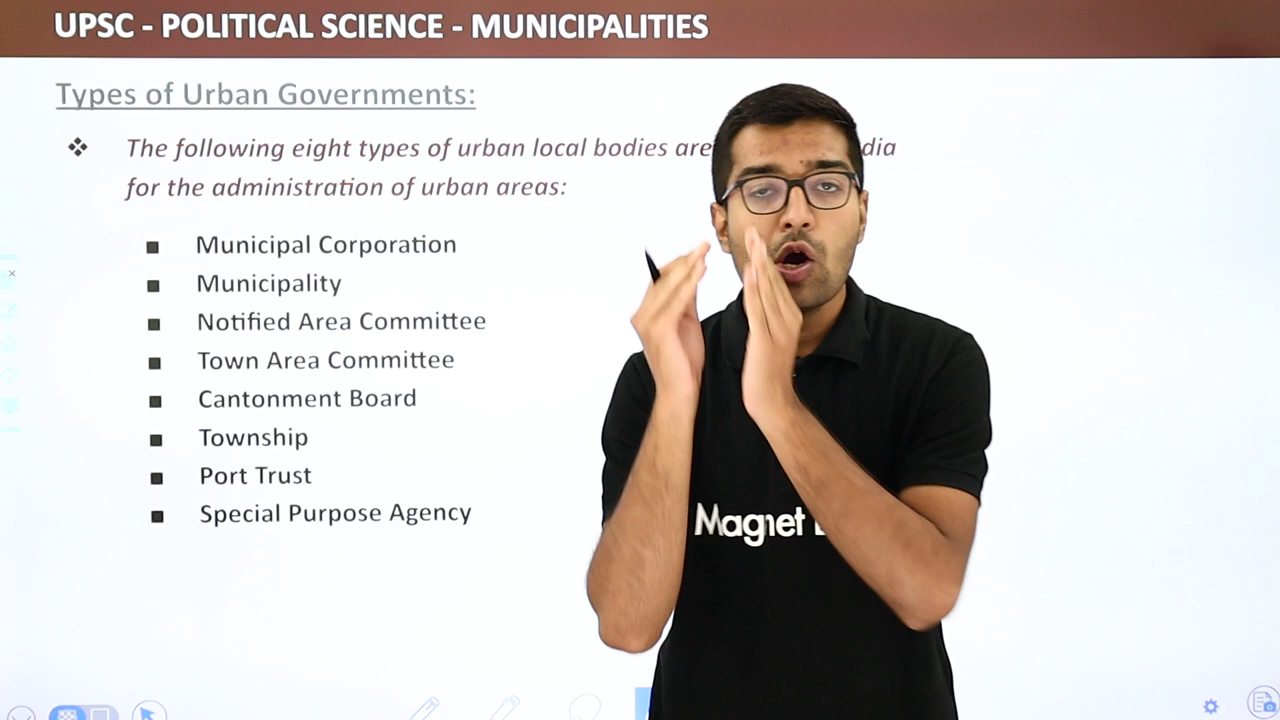 UPSC - POLITICAL SCIENCE - MUNICIPALITIES
Types of Urban Governments:
The following eight types of urban local bodies are dia
for the administration of urban areas:
Municipal Corporation
Municipality
Notified Area Committee
Town Area Committee
Cantonment Board
Township
Port Trust
Special Purpose Agency
Magnet